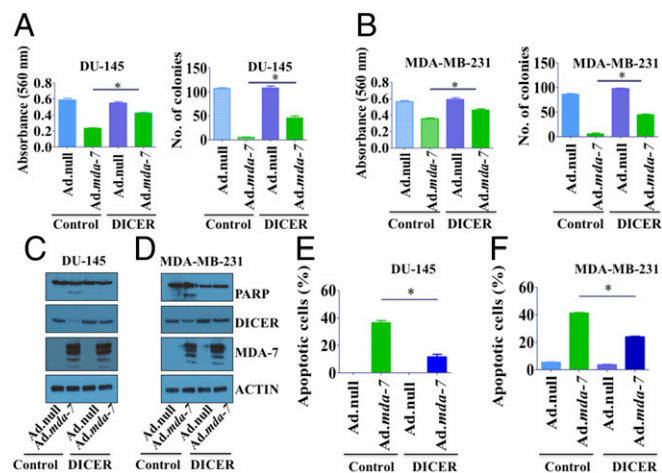 A
DU-145
Absorbance (560 nm)
0.8
0.6
0.4
0.2
0.0
*
Ad.null
Ad.mda-7
Ad.null
Ad.mda-7
Control DICER
DU-145
No. of colonies
150
100
50
0
*
Ad.null
Ad.mda-7
Ad.null
Ad.mda-7
Control DICER
B
MDA-MB-231
Absorbance (560 nm)
0.8
0.6
0.4
0.2
0.0
*
Ad.null
Ad.mda-7
Ad.null
Ad.mda-7
Control DICER
MDA-MB-231
No. of colonies
100
50
0
*
Ad.null
Ad.mda-7
Ad.null
Ad.mda-7
Control DICER
C
DU-145
Ad.null
Ad.mda-7
Ad.null
Ad.mda-7
Control DICER
D
MDA-MB-231
PARP
DICER
MDA-7
ACTIN
Ad.null
Ad.mda-7
Ad.null
Ad.mda-7
Control DICER
E
DU-145
Apoptotic cells (%)
60
40
20
0
*
Ad.null
Ad.mda-7
Ad.null
Ad.mda-7
Control DICER
F
MDA-MB-231
Apoptotic cells (%)
60
40
20
0
*
Ad.null
Ad.mda-7
Ad.null
Ad.mda-7
Control DICER